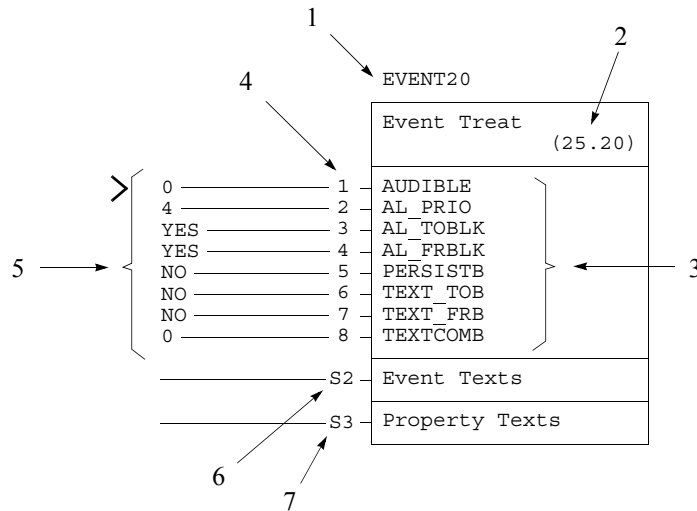 1
2
EVENT20
4
Event Treat
(25.20)
0 1 AUDIBLE
4 2 AL_PRIO
YES 3 AL_TOBLK
YES 4 AL_FRBLK
5 NO 5 PERSISTB 3
NO 6 TEXT_TOB
NO 7 TEXT_FRB
0 8 TEXTCOMB
S2 Event Texts
S3 Property Texts
6
7